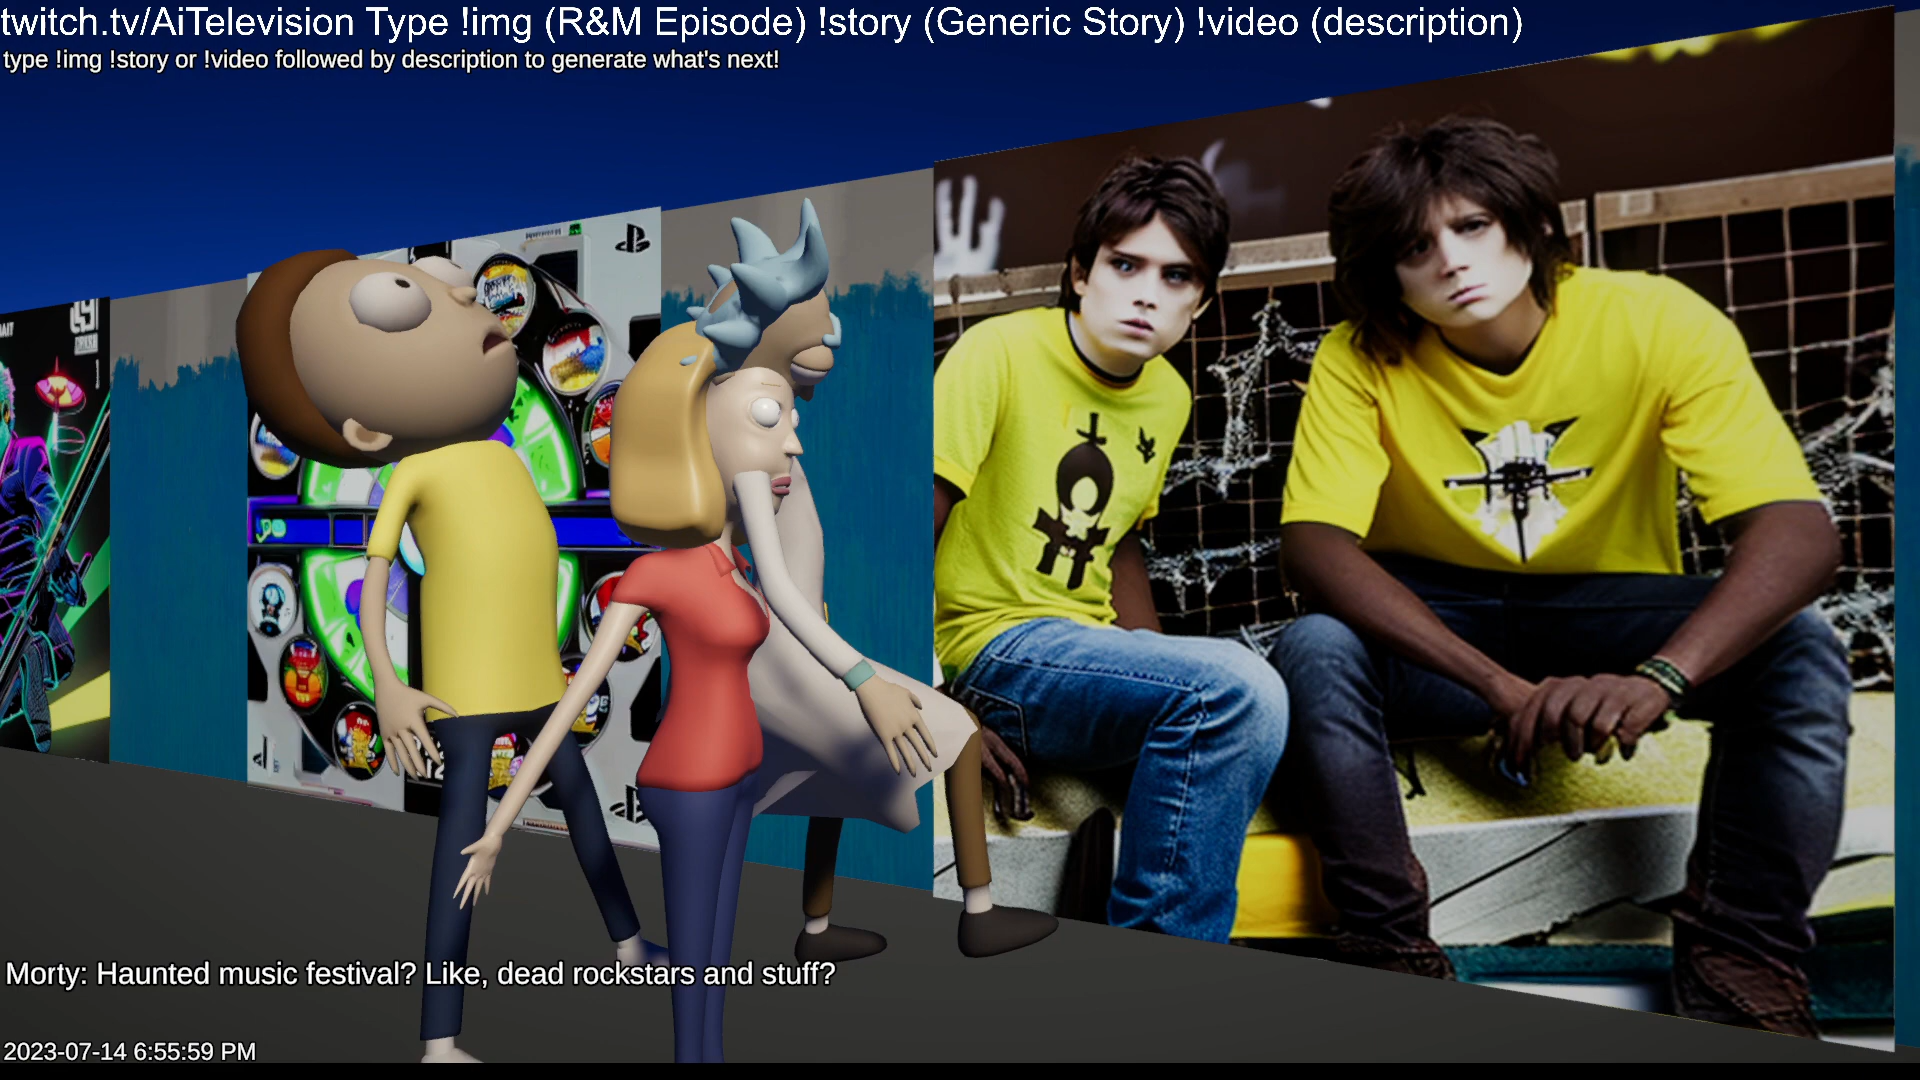 twitch.tv/AiTelevision Type !img (R&M Episode) !story (Generic Story) !video (description)
type !img !story or !video followed by description to generate what's next!
Morty: Haunted music festival? Like, dead rockstars and stuff?
2023-07-14 6:55:59 PM